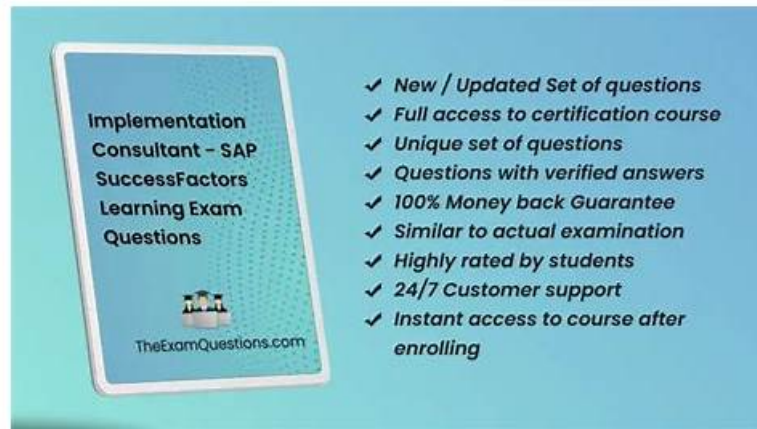 Implementation
Consultant - SAP
SuccessFactors
Learning Exam
Questions
TheExamQuestions.com
✓ New / Updated Set of questions
✓ Full access to certification course
✓ Unique set of questions
✓ Questions with verified answers
✓ 100% Money back Guarantee
✓ Similar to actual examination
✓ Highly rated by students
✓ 24/7 Customer support
✓ Instant access to course after
enrolling